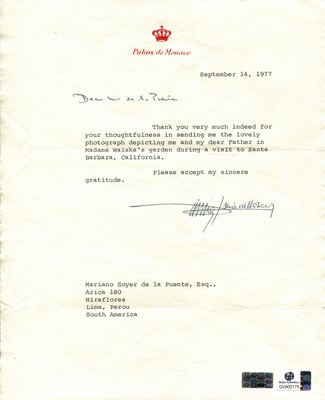 Palais de Monaco
September 14, 1977
Dear Mr. de la Puente
Thank you very much indeed for
your thoughtfulness in sending me the lovely
photograph depicting me and my dear Father in
Madame Walska's garden during a visit to Santa
Barbara, California.
Please accept my sincere
gratitude.
Mariano Soyer de la Puente, Esq.,
Arica 180
Miraflores
Lima, Perou
South America